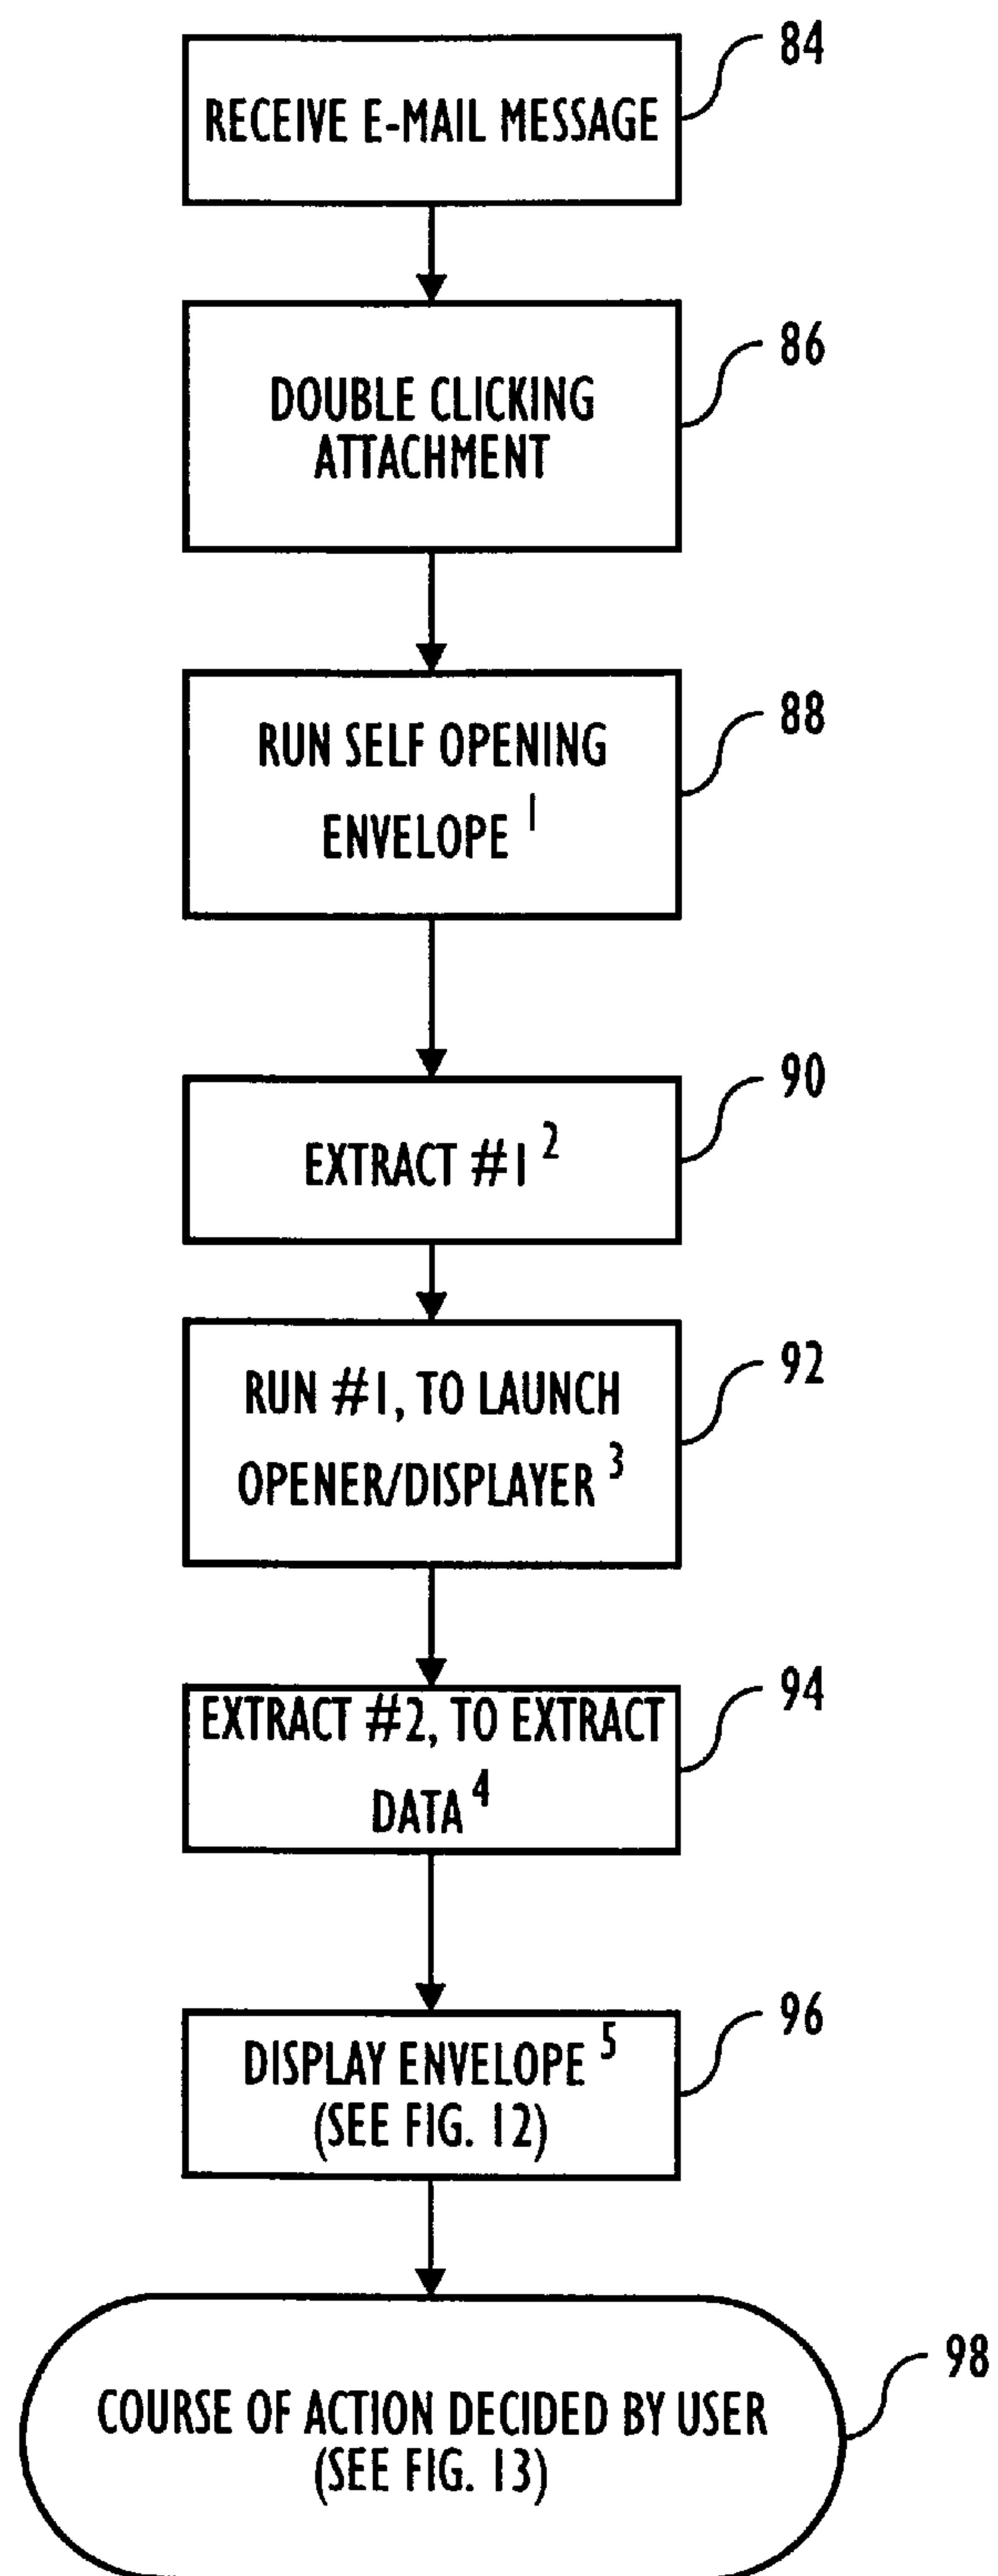 84
RECEIVE E-MAIL MESSAGE
86
DOUBLE CLICKING
ATTACHMENT
88
RUN SELF OPENING
ENVELOPE 1
90
EXTRACT #1 2
92
RUN #1, TO LAUNCH
OPENER/DISPLAYER 3
94
EXTRACT #2, TO EXTRACT
DATA 4
96
DISPLAY ENVELOPE 5
(SEE FIG. 12)
98
COURSE OF ACTION DECIDED BY USER
(SEE FIG. 13)